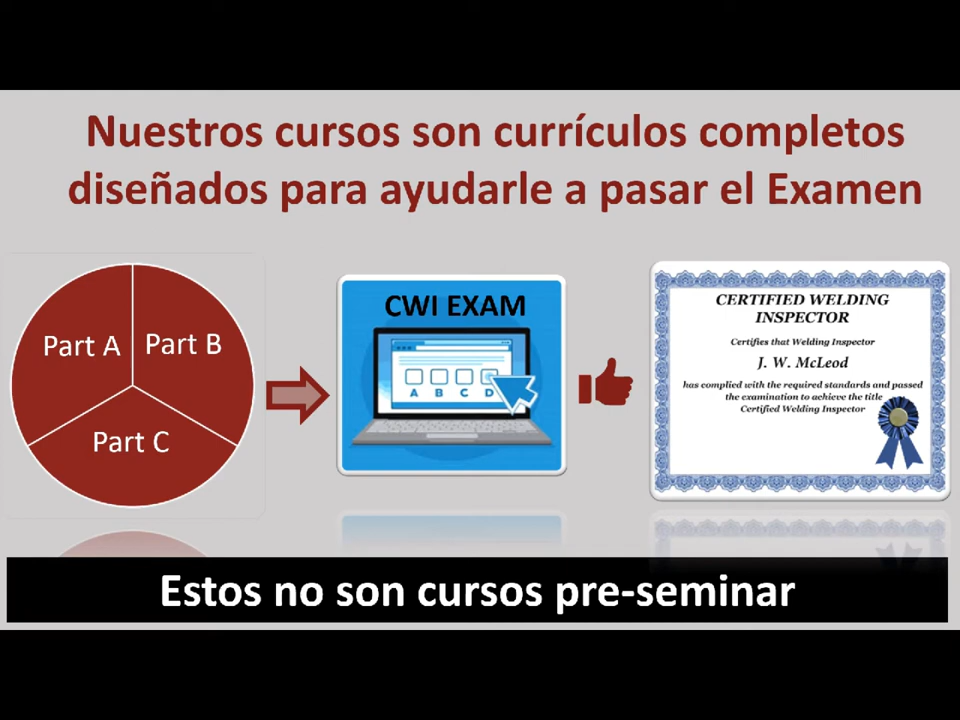 Nuestros cursos son currículos completos
diseñados para ayudarle a pasar el Examen
Part A
Part B
Part C
CWI EXAM
A B C D
CERTIFIED WELDING
INSPECTOR
Certifies that Welding Inspector
J. W. McLeod
has complied with the required standards and passed
the examination to achieve the title
Certified Welding Inspector
Estos no son cursos pre-seminar